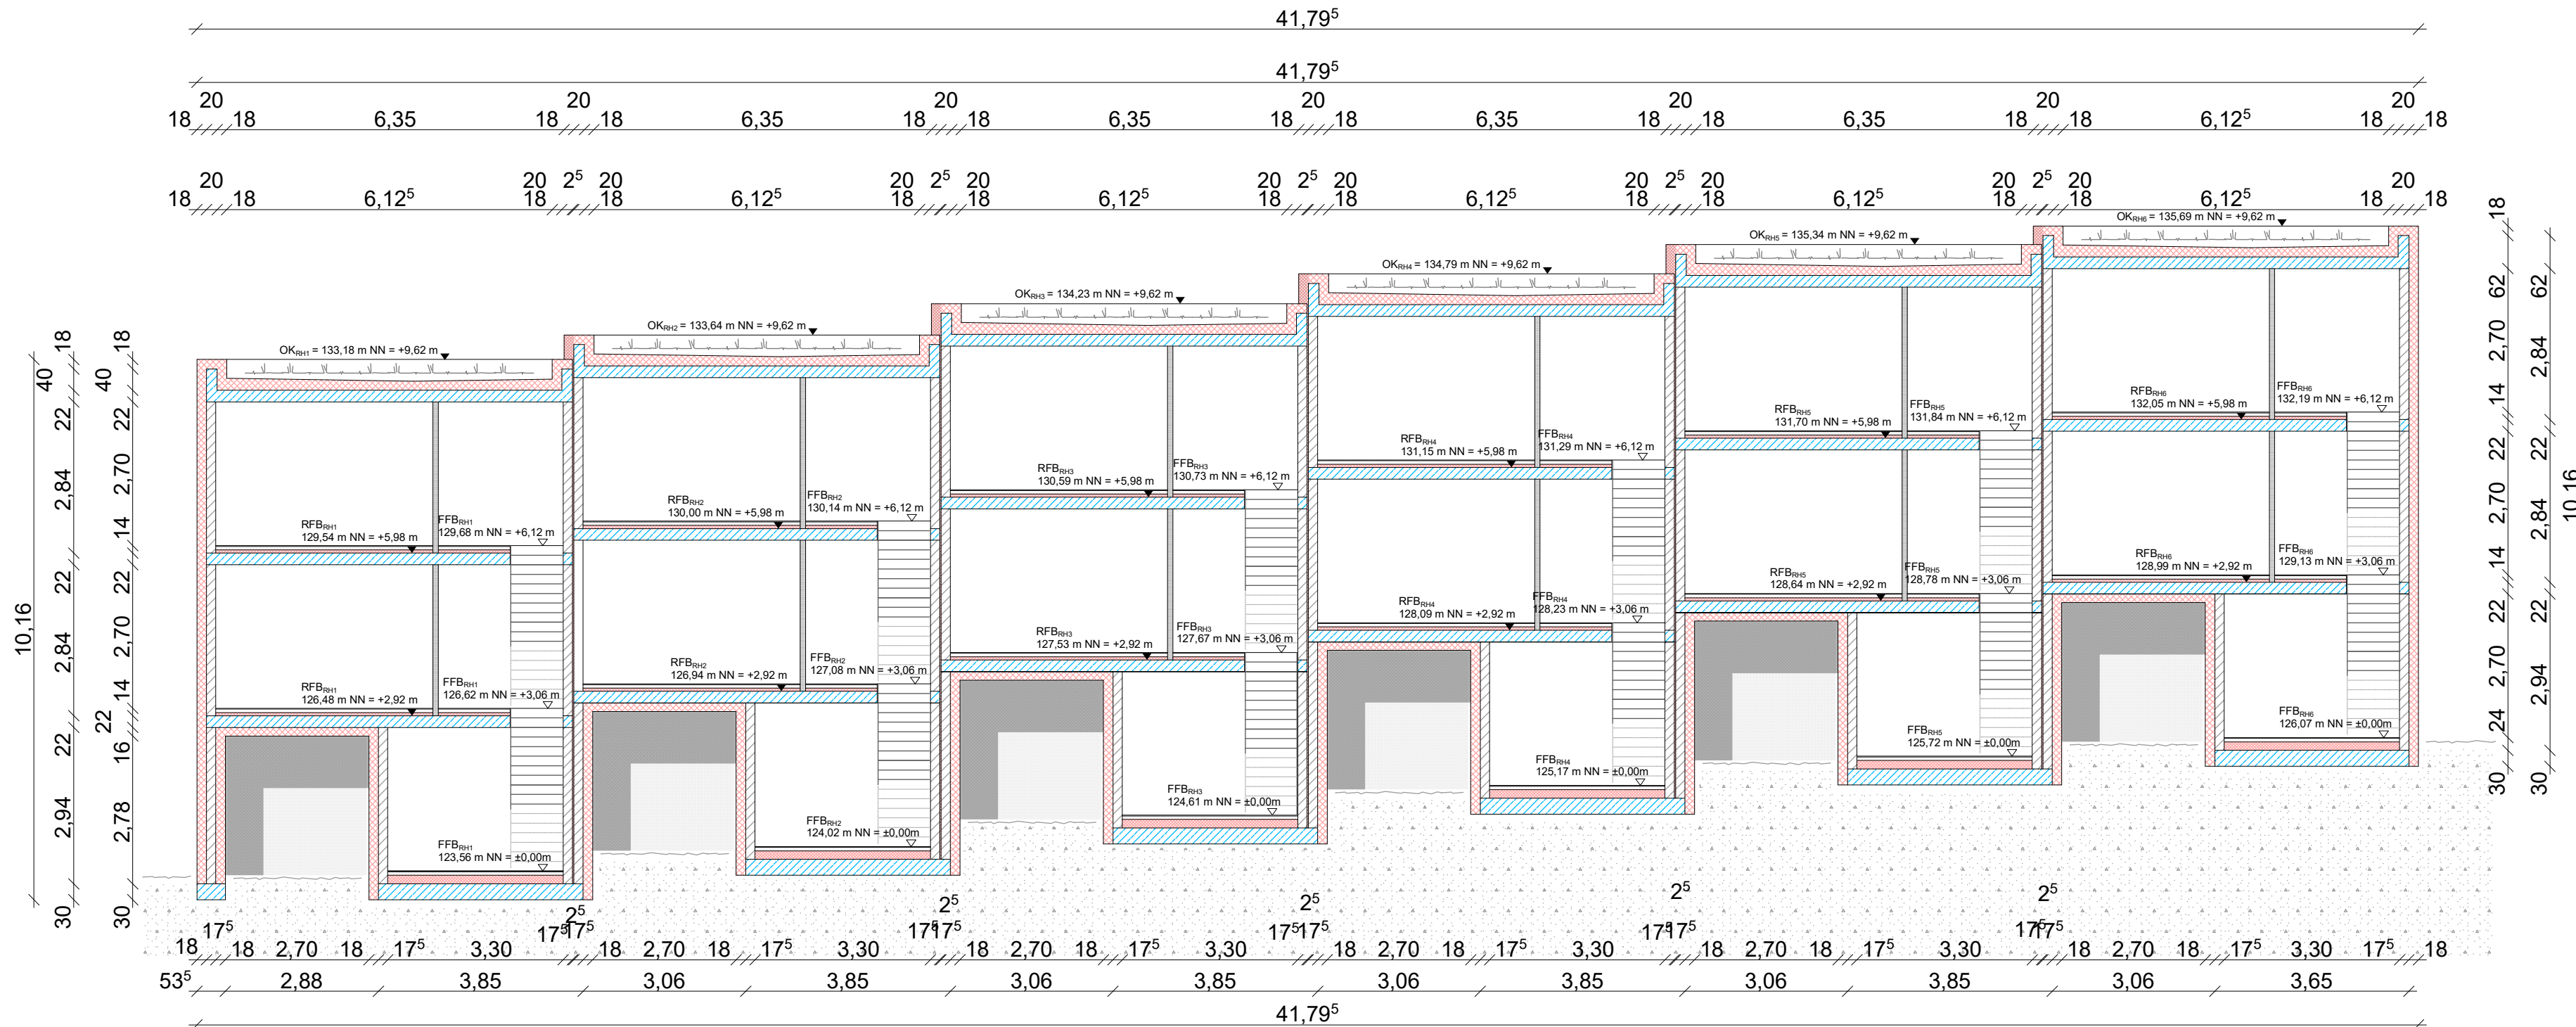 41,79⁵
41,79⁵
20 20 20 20 20 20 20
18 18 6,35 18 18 6,35 18 18 6,35 18 18 6,35 18 18 6,35 18 18 6,12⁵ 18 18
20 20 2⁵ 20 20 2⁵ 20 20 2⁵ 20 20 2⁵ 20 20 2⁵ 20 20
18 18 6,12⁵ 18 18 6,12⁵ 18 18 6,12⁵ 18 18 6,12⁵ 18 18 6,12⁵ 18 18 6,12⁵ 18 18
OKRH1 = 133,18 m NN = +9,62 m
OKRH2 = 133,64 m NN = +9,62 m
OKRH3 = 134,23 m NN = +9,62 m
OKRH4 = 134,79 m NN = +9,62 m
OKRH5 = 135,34 m NN = +9,62 m
OKRH6 = 135,69 m NN = +9,62 m
10,16
18
40
22
2,84
22
2,84
22
2,94
30
18
40
22
2,70
14
22
2,70
14
22
16
2,78
30
RFBRH1
129,54 m NN = +5,98 m
FFBRH1
129,68 m NN = +6,12 m
RFBRH1
126,48 m NN = +2,92 m
FFBRH1
126,62 m NN = +3,06 m
FFBRH1
123,56 m NN = ±0,00m
RFBRH2
130,00 m NN = +5,98 m
FFBRH2
130,14 m NN = +6,12 m
RFBRH2
126,94 m NN = +2,92 m
FFBRH2
127,08 m NN = +3,06 m
FFBRH2
124,02 m NN = ±0,00m
RFBRH3
130,59 m NN = +5,98 m
FFBRH3
130,73 m NN = +6,12 m
RFBRH3
127,53 m NN = +2,92 m
FFBRH3
127,67 m NN = +3,06 m
FFBRH3
124,61 m NN = ±0,00m
RFBRH4
131,15 m NN = +5,98 m
FFBRH4
131,29 m NN = +6,12 m
RFBRH4
128,09 m NN = +2,92 m
FFBRH4
128,23 m NN = +3,06 m
FFBRH4
125,17 m NN = ±0,00m
RFBRH5
131,70 m NN = +5,98 m
FFBRH5
131,84 m NN = +6,12 m
RFBRH5
128,64 m NN = +2,92 m
FFBRH5
128,78 m NN = +3,06 m
FFBRH5
125,72 m NN = ±0,00m
RFBRH6
132,05 m NN = +5,98 m
FFBRH6
132,19 m NN = +6,12 m
RFBRH6
128,99 m NN = +2,92 m
FFBRH6
129,13 m NN = +3,06 m
FFBRH6
126,07 m NN = ±0,00m
18
62
2,70
14
22
2,70
14
22
2,70
24
30
62
2,84
22
2,84
22
2,94
30
10,16
2⁵ 2⁵ 2⁵ 2⁵ 2⁵
17⁵ 17⁵ 17⁵ 17⁵ 17⁵ 17⁵ 17⁵ 17⁵ 17⁵ 17⁵ 17⁵
18 18 2,70 18 17⁵ 3,30 18 2,70 18 17⁵ 3,30 18 2,70 18 17⁵ 3,30 18 2,70 18 17⁵ 3,30 18 2,70 18 17⁵ 3,30 18 2,70 18 17⁵ 3,30 17⁵ 18
53⁵ 2,88 3,85 3,06 3,85 3,06 3,85 3,06 3,85 3,06 3,85 3,06 3,65
41,79⁵